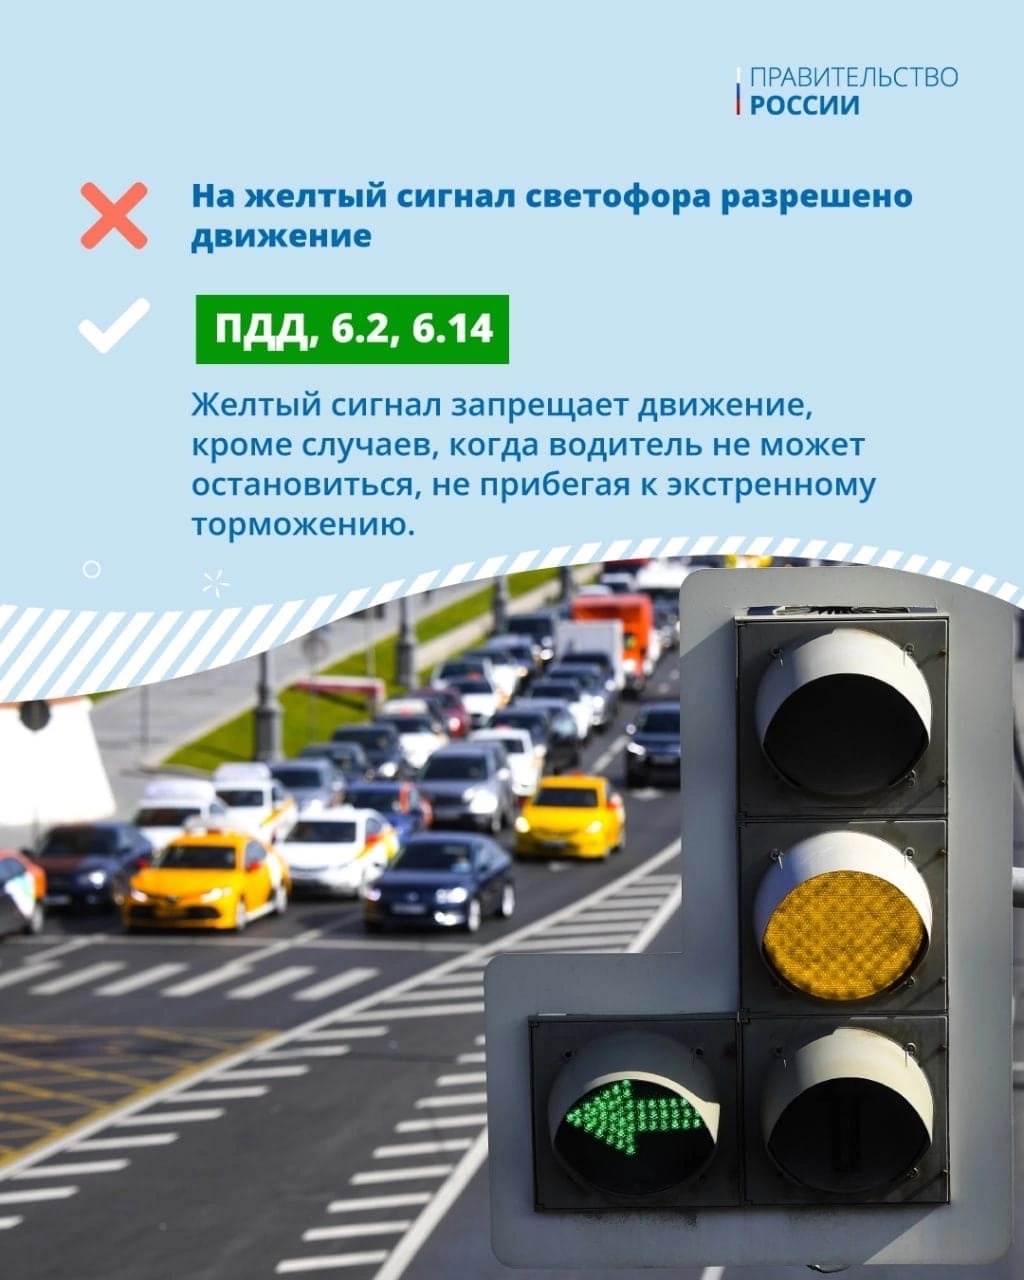 ПРАВИТЕЛЬСТВО
РОССИИ
На желтый сигнал светофора разрешено
движение
ПДД, 6.2, 6.14
Желтый сигнал запрещает движение,
кроме случаев, когда водитель не может
остановиться, не прибегая к экстренному
торможению.